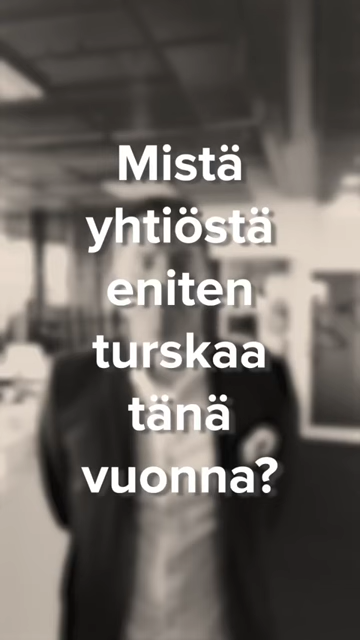 Mistä
yhtiöstä
eniten
turskaa
tänä
vuonna?